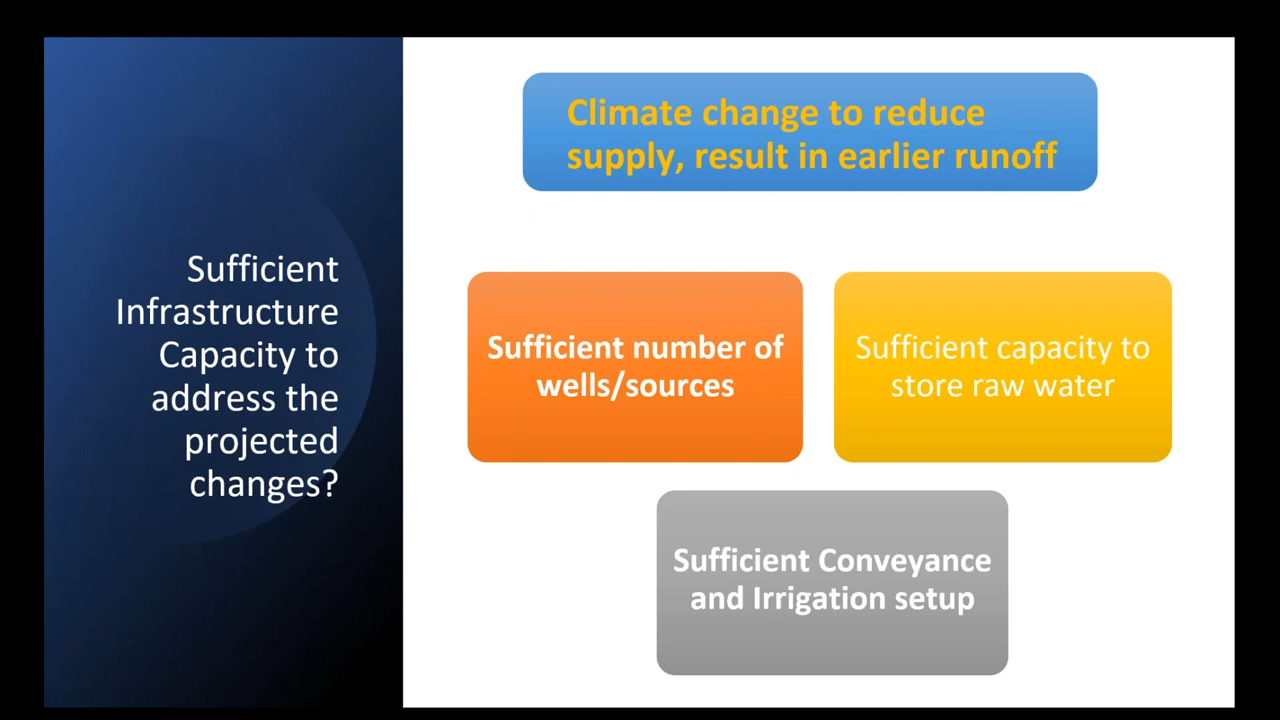 Sufficient
Infrastructure
Capacity to
address the
projected
changes?
Climate change to reduce
supply, result in earlier runoff
Sufficient number of
wells/sources
Sufficient capacity to
store raw water
Sufficient Conveyance
and Irrigation setup